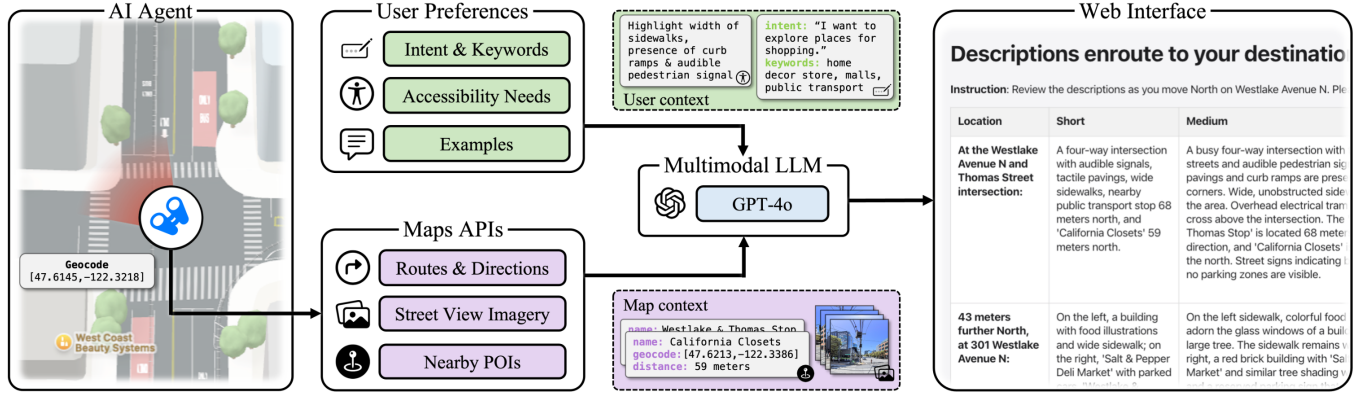 AI Agent
Geocode
[47.6145,-122.3218]
West Coast
Beauty Systems
User Preferences
Intent & Keywords
Accessibility Needs
Examples
Maps APIs
Routes & Directions
Street View Imagery
Nearby POIs
Highlight width of
sidewalks,
presence of curb
ramps & audible
pedestrian signal
intent: “I want to
explore places for
shopping.”
keywords: home
decor store, malls,
public transport
User context
Multimodal LLM
GPT-4o
Map context
name: Westlake & Thomas Stop
name: California Closets
geocode:[47.6213,-122.3386]
distance: 59 meters
Web Interface
Descriptions enroute to your destinatio
Instruction: Review the descriptions as you move North on Westlake Avenue N. Ple
Location
Short
Medium
At the Westlake
Avenue N and
Thomas Street
intersection:
A four-way intersection
with audible signals,
tactile pavings, wide
sidewalks, nearby
public transport stop 68
meters north, and
'California Closets' 59
meters north.
A busy four-way intersection with
streets and audible pedestrian sig
pavings and curb ramps are prese
corners. Wide, unobstructed side
the area. Overhead electrical tram
cross above the intersection. The
Thomas Stop' is located 68 meter
direction, and 'California Closets'
the north. Street signs indicating
no parking zones are visible.
43 meters
further North,
at 301 Westlake
Avenue N:
On the left, a building
with food illustrations
and wide sidewalk; on
the right, 'Salt & Pepper
Deli Market' with parked
On the left sidewalk, colorful food
adorn the glass windows of a buil
large tree. The sidewalk remains
right, a red brick building with 'Sa
Market' and similar tree shading